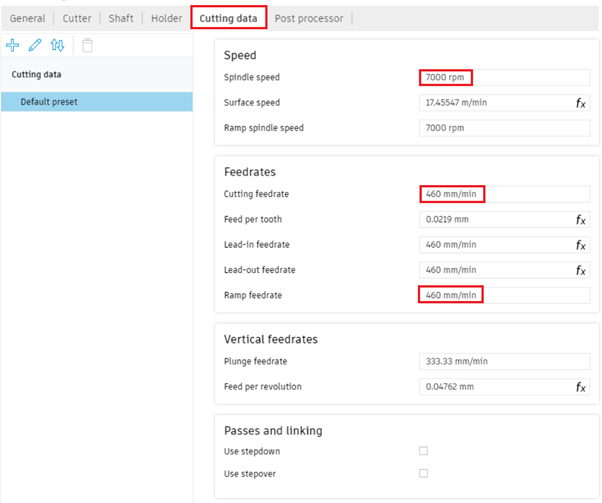 General Cutter Shaft Holder Cutting data Post processor
Cutting data
Default preset
Speed
Spindle speed 7000 rpm
Surface speed 17.45547 m/min fx
Ramp spindle speed 7000 rpm
Feedrates
Cutting feedrate 460 mm/min
Feed per tooth 0.0219 mm fx
Lead-in feedrate 460 mm/min fx
Lead-out feedrate 460 mm/min fx
Ramp feedrate 460 mm/min
Vertical feedrates
Plunge feedrate 333.33 mm/min
Feed per revolution 0.04762 mm fx
Passes and linking
Use stepdown
Use stepover